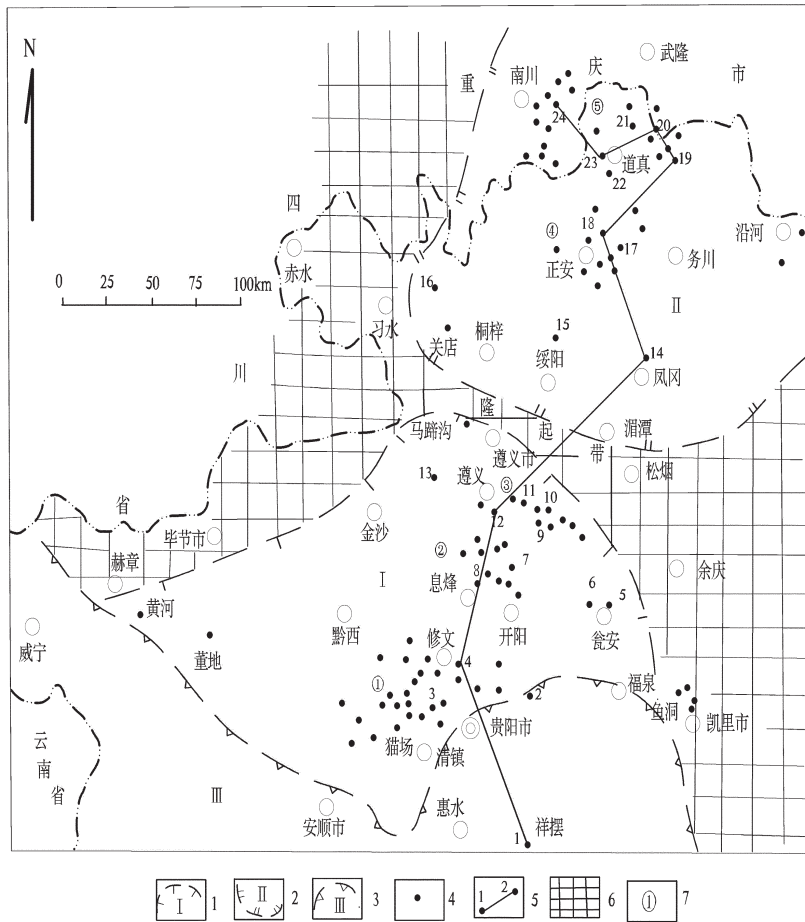 N
武隆
重 庆 市
南川
24 ⑤ 21 20
23 道真 19
22
四
④ 18 17 沿河
赤水 正安 务川
0 25 50 75 100km
16 Ⅱ
习水
15
关店 桐梓 14
绥阳 凤冈
川
隆 起 带
马蹄沟 湄潭
遵义市
13 遵义 松烟
③ 11 10
省 金沙 12
毕节市 9
② 
赫章 Ⅰ 8 7 余庆
息烽 6 5
黄河 黔西 开阳 瓮安
威宁 董地 修文
4
① 3 2 福泉
鱼洞
贵阳市 凯里市
云南省 猫场 清镇
Ⅲ
安顺市 惠水
1 祥摆
Ⅰ 1 Ⅱ 2 Ⅲ 3 4 1 2 5 6 ① 7